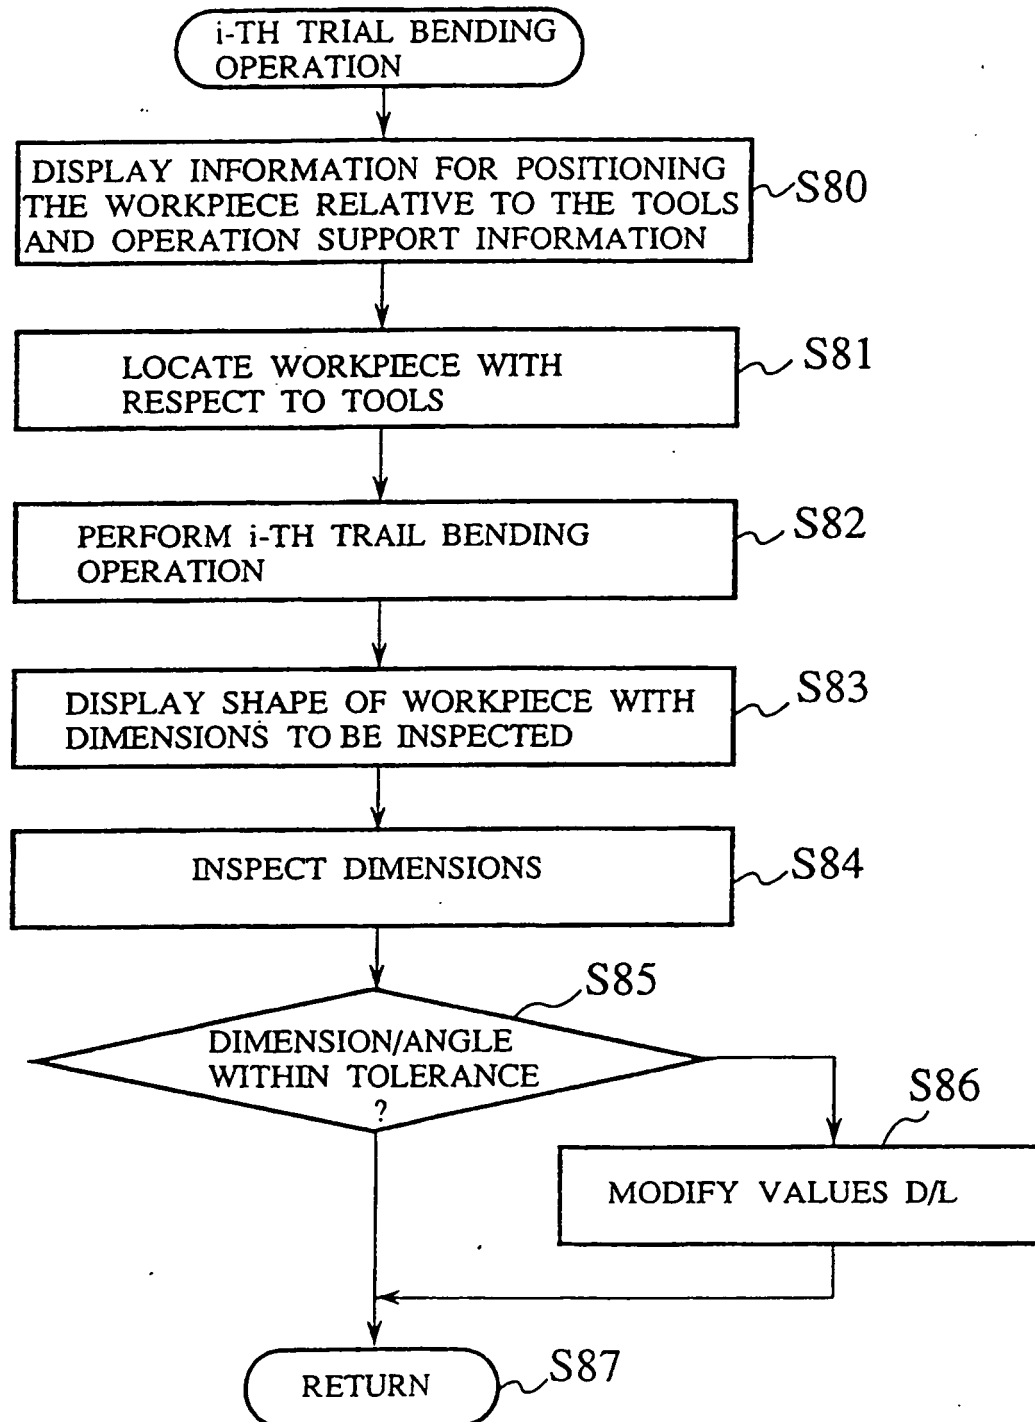 i-TH TRIAL BENDING
OPERATION
DISPLAY INFORMATION FOR POSITIONING
THE WORKPIECE RELATIVE TO THE TOOLS
AND OPERATION SUPPORT INFORMATION
S80
LOCATE WORKPIECE WITH
RESPECT TO TOOLS
S81
PERFORM i-TH TRAIL BENDING
OPERATION
S82
DISPLAY SHAPE OF WORKPIECE WITH
DIMENSIONS TO BE INSPECTED
S83
INSPECT DIMENSIONS
S84
S85
DIMENSION/ANGLE
WITHIN TOLERANCE
?
S86
MODIFY VALUES D/L
RETURN
S87